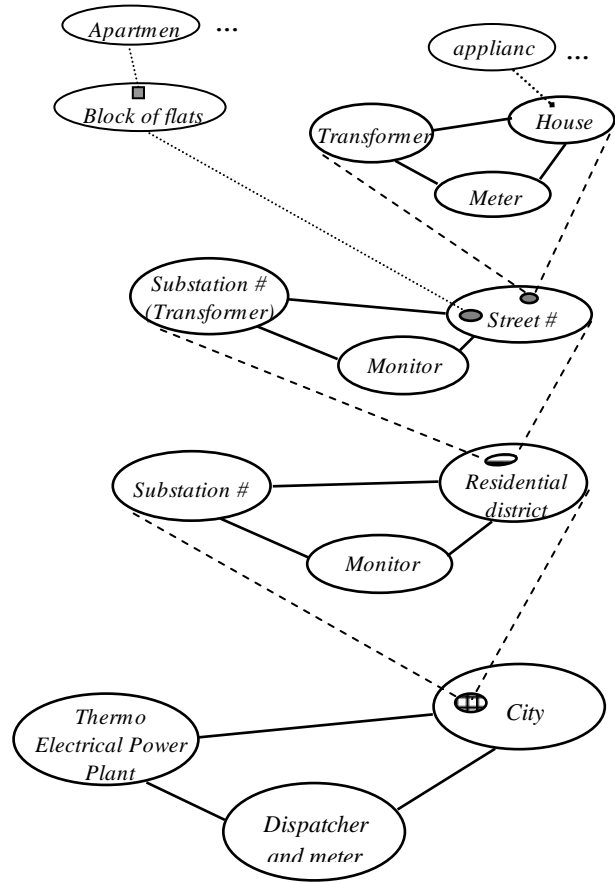 Apartmen
...
applianc
...
Block of flats
House
Transformer
Meter
Substation #
(Transformer)
Street #
Monitor
Substation #
Residential
district
Monitor
City
Thermo
Electrical Power
Plant
Dispatcher
and meter